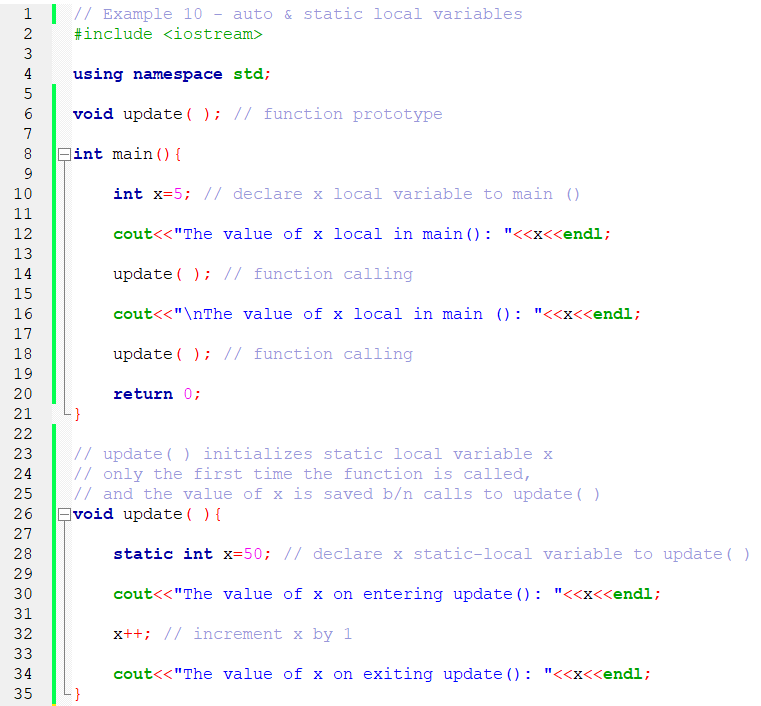 1 // Example 10 - auto & static local variables
2 #include <iostream>
3
4 using namespace std;
5
6 void update( ); // function prototype
7
8 int main(){
9
10 int x=5; // declare x local variable to main ()
11
12 cout<<"The value of x local in main(): "<<x<<endl;
13
14 update( ); // function calling
15
16 cout<<"\nThe value of x local in main (): "<<x<<endl;
17
18 update( ); // function calling
19
20 return 0;
21 }
22
23 // update( ) initializes static local variable x
24 // only the first time the function is called,
25 // and the value of x is saved b/n calls to update( )
26 void update( ){
27
28 static int x=50; // declare x static-local variable to update( )
29
30 cout<<"The value of x on entering update(): "<<x<<endl;
31
32 x++; // increment x by 1
33
34 cout<<"The value of x on exiting update(): "<<x<<endl;
35 }